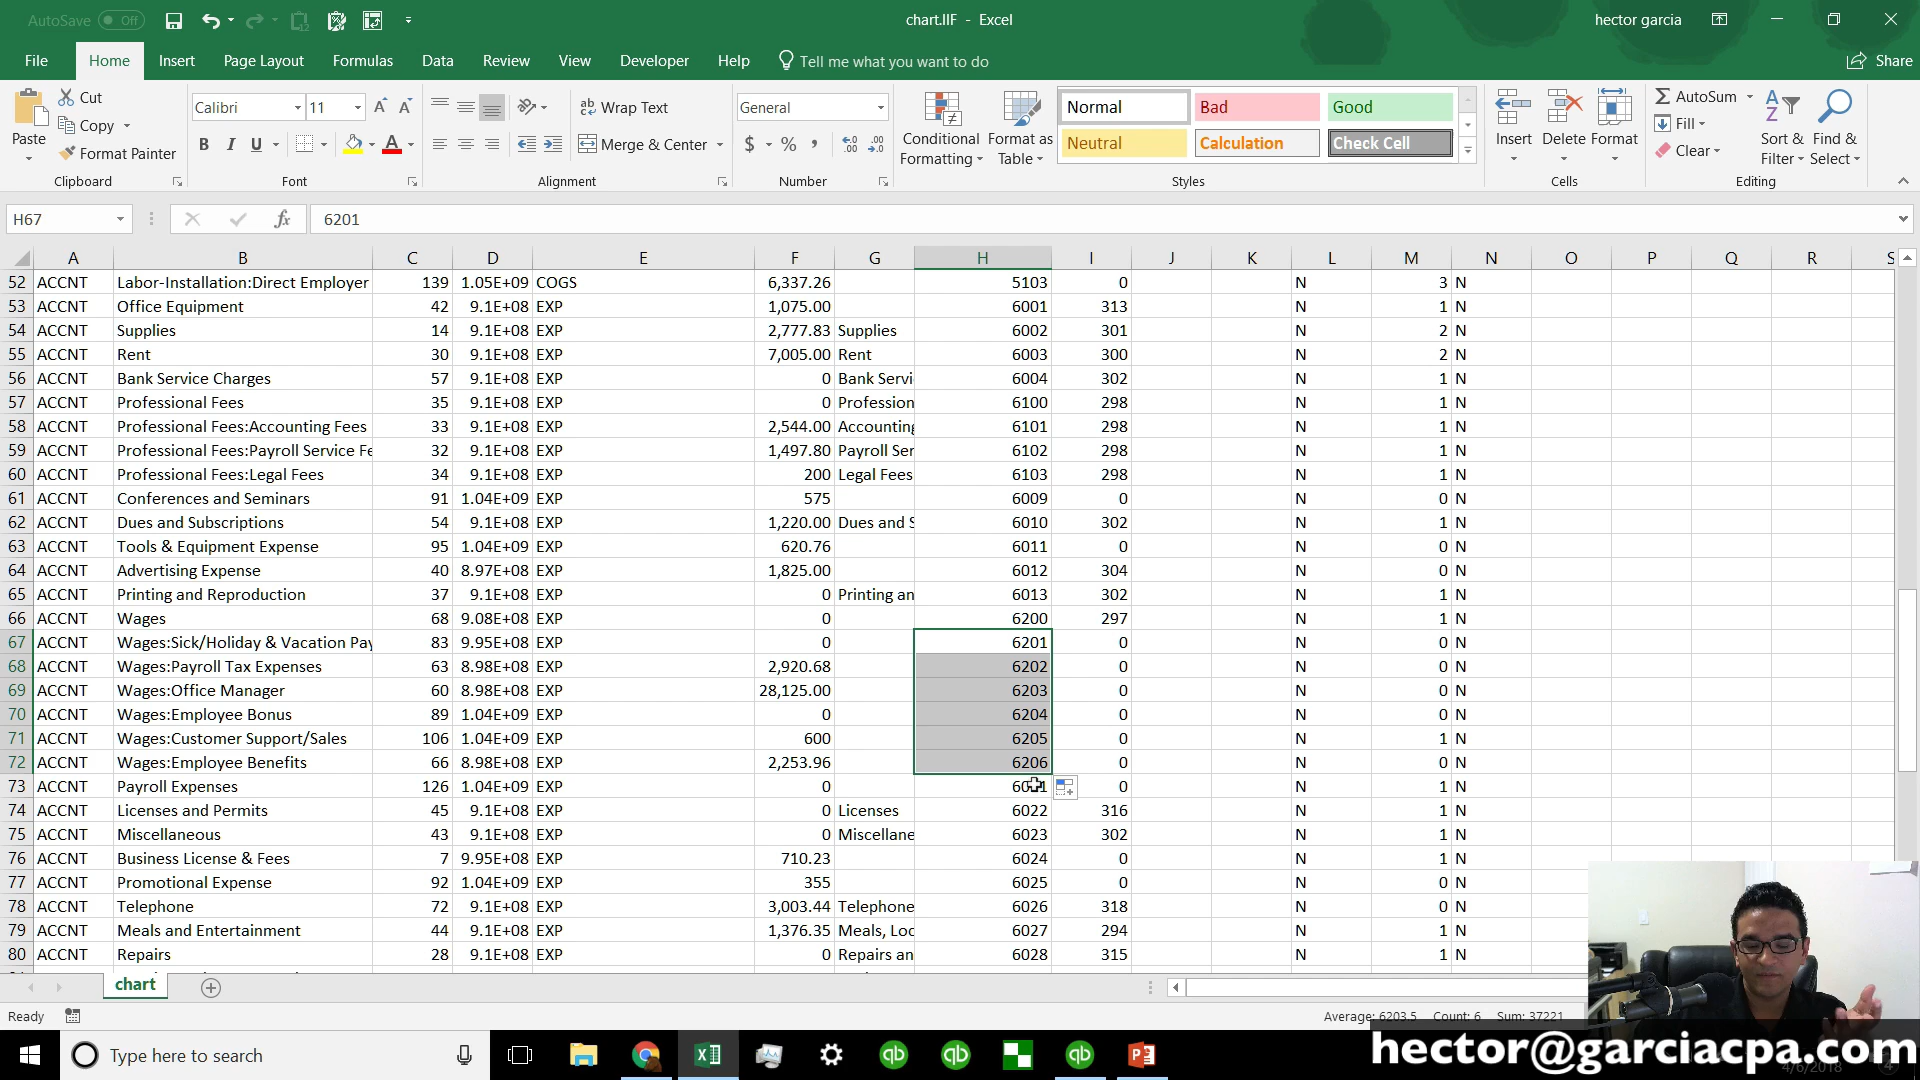 AutoSave Off
chart.IIF - Excel
hector garcia
File Home Insert Page Layout Formulas Data Review View Developer Help Tell me what you want to do Share
Paste
Cut
Copy
Format Painter
Clipboard
Calibri 11
B I U
Font
Wrap Text
Merge & Center
Alignment
General
$ % ,
Number
Conditional Formatting
Format as Table
Normal Bad Good
Neutral Calculation Check Cell
Styles
Insert Delete Format
Cells
AutoSum
Fill
Clear
Sort & Filter
Find & Select
Editing
H67 fx 6201
A B C D E F G H I J K L M N O P Q R S
52 ACCNT Labor-Installation:Direct Employer 139 1.05E+09 COGS 6,337.26 5103 0 N 3 N
53 ACCNT Office Equipment 42 9.1E+08 EXP 1,075.00 6001 313 N 1 N
54 ACCNT Supplies 14 9.1E+08 EXP 2,777.83 Supplies 6002 301 N 2 N
55 ACCNT Rent 30 9.1E+08 EXP 7,005.00 Rent 6003 300 N 2 N
56 ACCNT Bank Service Charges 57 9.1E+08 EXP 0 Bank Servi 6004 302 N 1 N
57 ACCNT Professional Fees 35 9.1E+08 EXP 0 Profession 6100 298 N 1 N
58 ACCNT Professional Fees:Accounting Fees 33 9.1E+08 EXP 2,544.00 Accounting 6101 298 N 1 N
59 ACCNT Professional Fees:Payroll Service Fe 32 9.1E+08 EXP 1,497.80 Payroll Ser 6102 298 N 1 N
60 ACCNT Professional Fees:Legal Fees 34 9.1E+08 EXP 200 Legal Fees 6103 298 N 1 N
61 ACCNT Conferences and Seminars 91 1.04E+09 EXP 575 6009 0 N 0 N
62 ACCNT Dues and Subscriptions 54 9.1E+08 EXP 1,220.00 Dues and S 6010 302 N 1 N
63 ACCNT Tools & Equipment Expense 95 1.04E+09 EXP 620.76 6011 0 N 0 N
64 ACCNT Advertising Expense 40 8.97E+08 EXP 1,825.00 6012 304 N 0 N
65 ACCNT Printing and Reproduction 37 9.1E+08 EXP 0 Printing an 6013 302 N 1 N
66 ACCNT Wages 68 9.08E+08 EXP 0 6200 297 N 1 N
67 ACCNT Wages:Sick/Holiday & Vacation Pay 83 9.95E+08 EXP 0 6201 0 N 0 N
68 ACCNT Wages:Payroll Tax Expenses 63 8.98E+08 EXP 2,920.68 6202 0 N 0 N
69 ACCNT Wages:Office Manager 60 8.98E+08 EXP 28,125.00 6203 0 N 0 N
70 ACCNT Wages:Employee Bonus 89 1.04E+09 EXP 0 6204 0 N 0 N
71 ACCNT Wages:Customer Support/Sales 106 1.04E+09 EXP 600 6205 0 N 1 N
72 ACCNT Wages:Employee Benefits 66 8.98E+08 EXP 2,253.96 6206 0 N 0 N
73 ACCNT Payroll Expenses 126 1.04E+09 EXP 0 0 N 1 N
74 ACCNT Licenses and Permits 45 9.1E+08 EXP 0 Licenses 6022 316 N 1 N
75 ACCNT Miscellaneous 43 9.1E+08 EXP 0 Miscellane 6023 302 N 1 N
76 ACCNT Business License & Fees 7 9.95E+08 EXP 710.23 6024 0 N 1 N
77 ACCNT Promotional Expense 92 1.04E+09 EXP 355 6025 0 N 0 N
78 ACCNT Telephone 72 9.1E+08 EXP 3,003.44 Telephone 6026 318 N 0 N
79 ACCNT Meals and Entertainment 44 9.1E+08 EXP 1,376.35 Meals, Loc 6027 294 N 1 N
80 ACCNT Repairs 28 9.1E+08 EXP 0 Repairs an 6028 315 N 1 N
chart
Ready Average: 6203.5 Count: 6 Sum: 37221
Type here to search
hector@garciacpa.com
4/6/2018